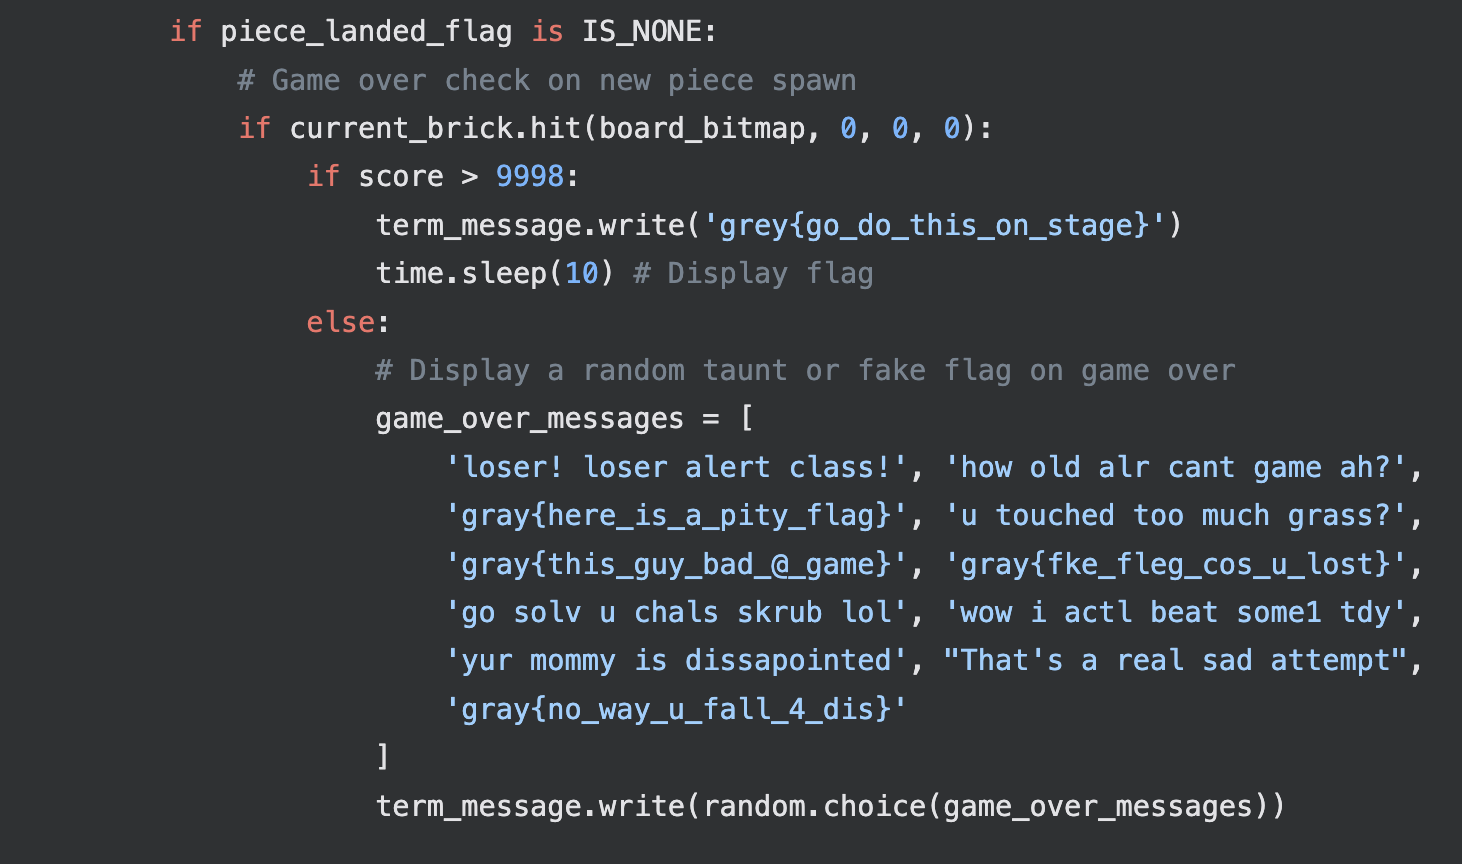 if piece_landed_flag is IS_NONE:
# Game over check on new piece spawn
if current_brick.hit(board_bitmap, 0, 0, 0):
if score > 9998:
term_message.write('grey{go_do_this_on_stage}')
time.sleep(10) # Display flag
else:
# Display a random taunt or fake flag on game over
game_over_messages = [
'loser! loser alert class!', 'how old alr cant game ah?',
'gray{here_is_a_pity_flag}', 'u touched too much grass?',
'gray{this_guy_bad_@_game}', 'gray{fke_fleg_cos_u_lost}',
'go solv u chals skrub lol', 'wow i actl beat some1 tdy',
'yur mommy is dissapointed', "That's a real sad attempt",
'gray{no_way_u_fall_4_dis}'
]
term_message.write(random.choice(game_over_messages))